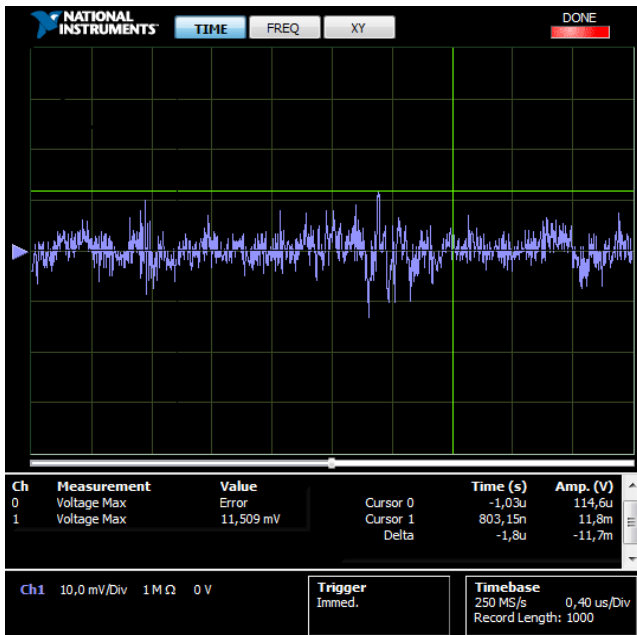 NATIONAL
INSTRUMENTS™
TIME FREQ XY DONE
Ch Measurement Value Time (s) Amp. (V)
0 Voltage Max Error Cursor 0 -1,03u 114,6u
1 Voltage Max 11,509 mV Cursor 1 803,15n 11,8m
Delta -1,8u -11,7m
Ch1 10,0 mV/Div 1 M Ω 0 V
Trigger
Immed.
Timebase
250 MS/s 0,40 us/Div
Record Length: 1000